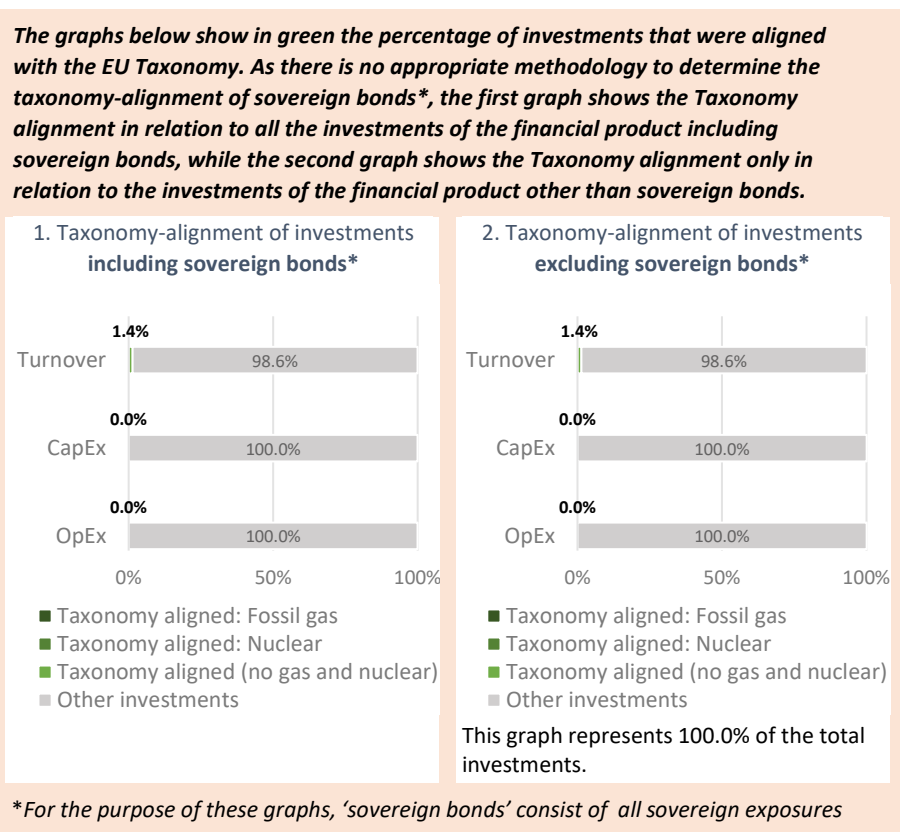 The graphs below show in green the percentage of investments that were aligned
with the EU Taxonomy. As there is no appropriate methodology to determine the
taxonomy-alignment of sovereign bonds*, the first graph shows the Taxonomy
alignment in relation to all the investments of the financial product including
sovereign bonds, while the second graph shows the Taxonomy alignment only in
relation to the investments of the financial product other than sovereign bonds.
1. Taxonomy-alignment of investments
including sovereign bonds*
1.4%
Turnover 98.6%
0.0%
CapEx 100.0%
0.0%
OpEx 100.0%
0% 50% 100%
Taxonomy aligned: Fossil gas
Taxonomy aligned: Nuclear
Taxonomy aligned (no gas and nuclear)
Other investments
2. Taxonomy-alignment of investments
excluding sovereign bonds*
1.4%
Turnover 98.6%
0.0%
CapEx 100.0%
0.0%
OpEx 100.0%
0% 50% 100%
Taxonomy aligned: Fossil gas
Taxonomy aligned: Nuclear
Taxonomy aligned (no gas and nuclear)
Other investments
This graph represents 100.0% of the total
investments.
*For the purpose of these graphs, ‘sovereign bonds’ consist of all sovereign exposures